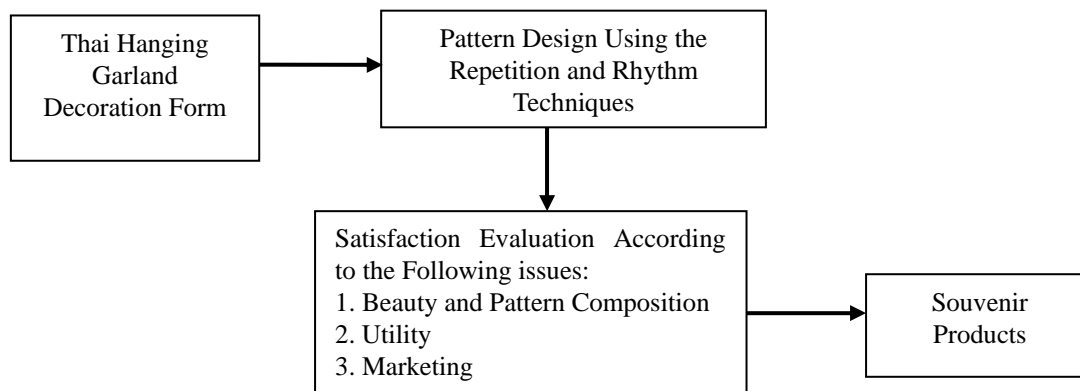 Thai Hanging
Garland
Decoration Form
Pattern Design Using the
Repetition and Rhythm
Techniques
Satisfaction Evaluation According
to the Following issues:
1. Beauty and Pattern Composition
2. Utility
3. Marketing
Souvenir
Products